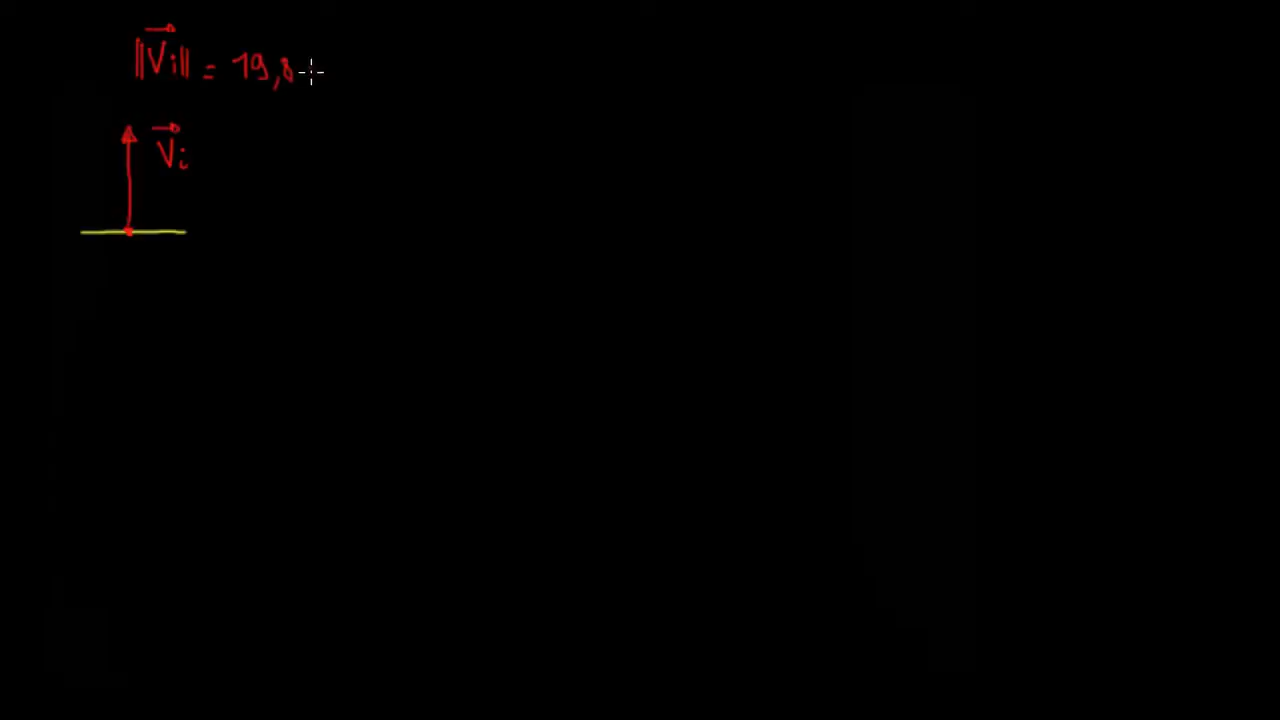 ||V⃗i|| = 19,8
V⃗i